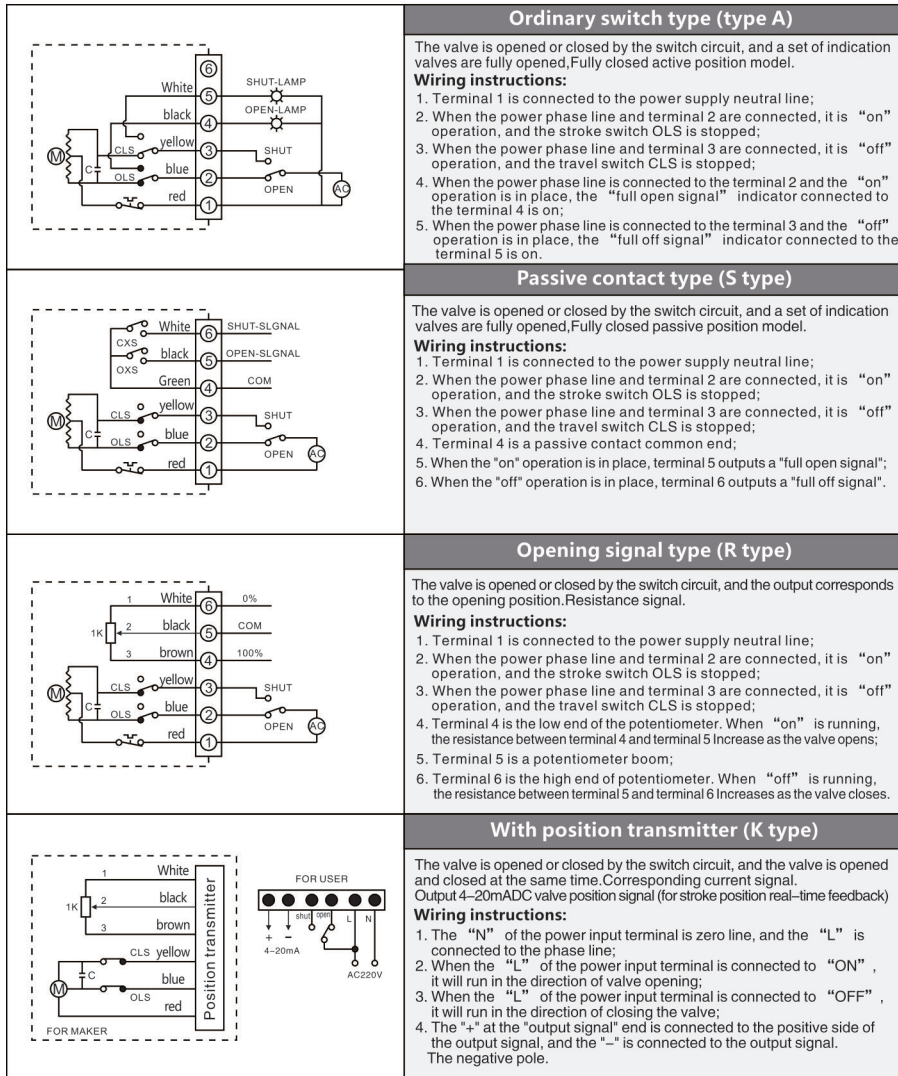 Ordinary switch type (type A)
6
White
5
SHUT-LAMP
black
4
OPEN-LAMP
CLS
yellow
3
SHUT
M
C
OLS
blue
2
OPEN
AC
red
1
The valve is opened or closed by the switch circuit, and a set of indication
valves are fully opened,Fully closed active position model.
Wiring instructions:
1. Terminal 1 is connected to the power supply neutral line;
2. When the power phase line and terminal 2 are connected, it is “on”
operation, and the stroke switch OLS is stopped;
3. When the power phase line and terminal 3 are connected, it is “off”
operation, and the travel switch CLS is stopped;
4. When the power phase line is connected to the terminal 2 and the “on”
operation is in place, the “full open signal” indicator connected to
the terminal 4 is on;
5. When the power phase line is connected to the terminal 3 and the “off”
operation is in place, the “full off signal” indicator connected to the
terminal 5 is on.
Passive contact type (S type)
CXS
White
6
SHUT-SLGNAL
OXS
black
5
OPEN-SLGNAL
Green
4
COM
CLS
yellow
3
SHUT
M
C
OLS
blue
2
OPEN
AC
red
1
The valve is opened or closed by the switch circuit, and a set of indication
valves are fully opened,Fully closed passive position model.
Wiring instructions:
1. Terminal 1 is connected to the power supply neutral line;
2. When the power phase line and terminal 2 are connected, it is “on”
operation, and the stroke switch OLS is stopped;
3. When the power phase line and terminal 3 are connected, it is “off”
operation, and the travel switch CLS is stopped;
4. Terminal 4 is a passive contact common end;
5. When the "on" operation is in place, terminal 5 outputs a "full open signal";
6. When the "off" operation is in place, terminal 6 outputs a "full off signal".
Opening signal type (R type)
1
White
6
0%
1K
2
black
5
COM
3
brown
4
100%
CLS
yellow
3
SHUT
M
C
OLS
blue
2
OPEN
AC
red
1
The valve is opened or closed by the switch circuit, and the output corresponds
to the opening position.Resistance signal.
Wiring instructions:
1. Terminal 1 is connected to the power supply neutral line;
2. When the power phase line and terminal 2 are connected, it is “on”
operation, and the stroke switch OLS is stopped;
3. When the power phase line and terminal 3 are connected, it is “off”
operation, and the travel switch CLS is stopped;
4. Terminal 4 is the low end of the potentiometer. When “on” is running,
the resistance between terminal 4 and terminal 5 Increase as the valve opens;
5. Terminal 5 is a potentiometer boom;
6. Terminal 6 is the high end of potentiometer. When “off” is running,
the resistance between terminal 5 and terminal 6 Increases as the valve closes.
With position transmitter (K type)
1
White
1K
2
black
3
brown
CLS
yellow
M
C
blue
OLS
red
FOR MAKER
Position transmitter
FOR USER
shut open L N
+ −
4–20mA
AC220V
The valve is opened or closed by the switch circuit, and the valve is opened
and closed at the same time.Corresponding current signal.
Output 4–20mADC valve position signal (for stroke position real–time feedback)
Wiring instructions:
1. The “N” of the power input terminal is zero line, and the “L” is
connected to the phase line;
2. When the “L” of the power input terminal is connected to “ON”,
it will run in the direction of valve opening;
3. When the “L” of the power input terminal is connected to “OFF”,
it will run in the direction of closing the valve;
4. The "+" at the "output signal" end is connected to the positive side of
the output signal, and the "−" is connected to the output signal.
The negative pole.